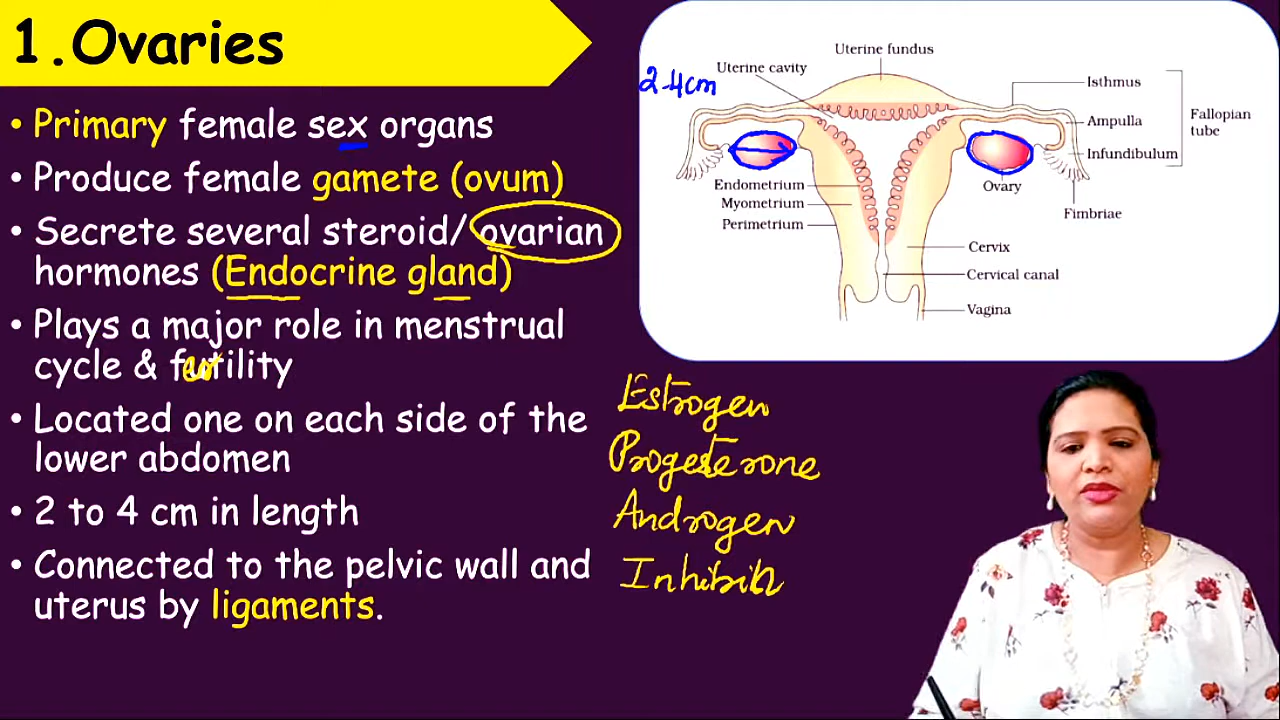 1.Ovaries
• Primary female sex organs
• Produce female gamete (ovum)
• Secrete several steroid/ ovarian
hormones (Endocrine gland)
• Plays a major role in menstrual
cycle & futility
er
• Located one on each side of the
lower abdomen
• 2 to 4 cm in length
• Connected to the pelvic wall and
uterus by ligaments.
Uterine fundus
Uterine cavity
2-4cm
Isthmus
Ampulla
Fallopian
tube
Infundibulum
Endometrium
Ovary
Myometrium
Fimbriae
Perimetrium
Cervix
Cervical canal
Vagina
Estrogen
Progesterone
Androgen
Inhibin